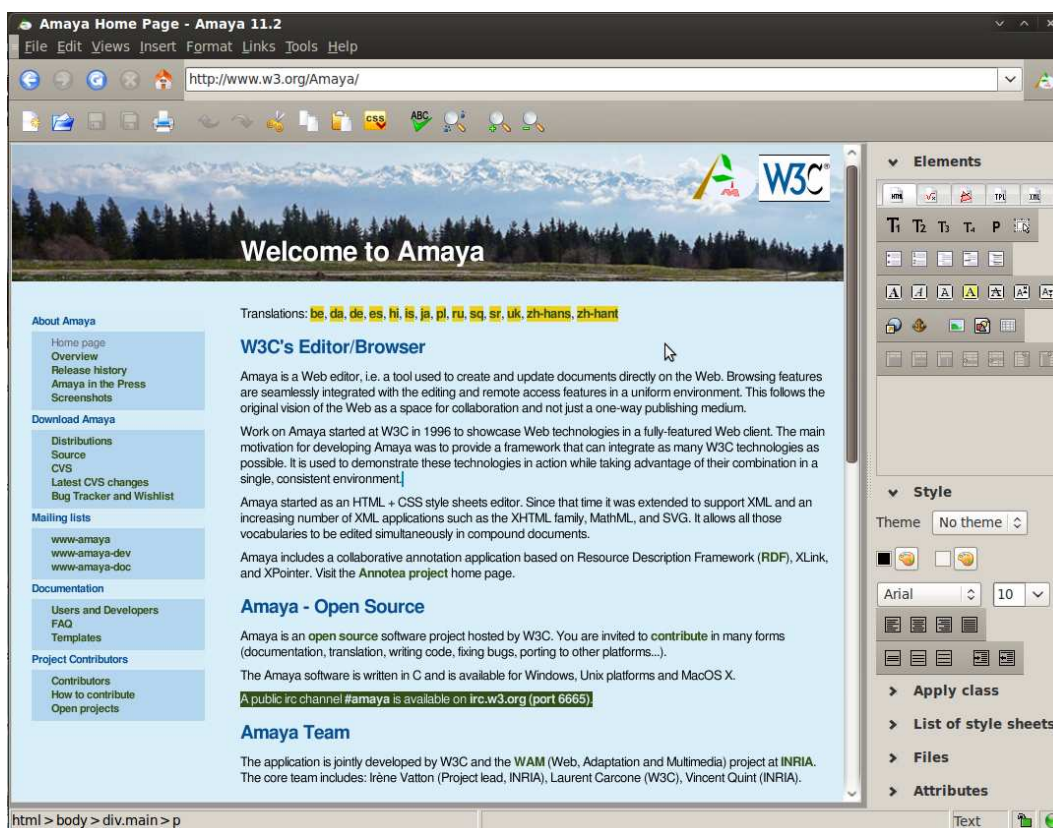 Amaya Home Page - Amaya 11.2
File Edit Views Insert Format Links Tools Help
http://www.w3.org/Amaya/
CSS ABC
W3C®
Welcome to Amaya
About Amaya
Home page
Overview
Release history
Amaya in the Press
Screenshots
Download Amaya
Distributions
Source
CVS
Latest CVS changes
Bug Tracker and Wishlist
Mailing lists
www-amaya
www-amaya-dev
www-amaya-doc
Documentation
Users and Developers
FAQ
Templates
Project Contributors
Contributors
How to contribute
Open projects
Translations: be, da, de, es, hi, is, ja, pl, ru, sq, sr, uk, zh-hans, zh-hant
W3C's Editor/Browser
Amaya is a Web editor, i.e. a tool used to create and update documents directly on the Web. Browsing features
are seamlessly integrated with the editing and remote access features in a uniform environment. This follows the
original vision of the Web as a space for collaboration and not just a one-way publishing medium.
Work on Amaya started at W3C in 1996 to showcase Web technologies in a fully-featured Web client. The main
motivation for developing Amaya was to provide a framework that can integrate as many W3C technologies as
possible. It is used to demonstrate these technologies in action while taking advantage of their combination in a
single, consistent environment.
Amaya started as an HTML + CSS style sheets editor. Since that time it was extended to support XML and an
increasing number of XML applications such as the XHTML family, MathML, and SVG. It allows all those
vocabularies to be edited simultaneously in compound documents.
Amaya includes a collaborative annotation application based on Resource Description Framework (RDF), XLink,
and XPointer. Visit the Annotea project home page.
Amaya - Open Source
Amaya is an open source software project hosted by W3C. You are invited to contribute in many forms
(documentation, translation, writing code, fixing bugs, porting to other platforms...).
The Amaya software is written in C and is available for Windows, Unix platforms and MacOS X.
A public irc channel #amaya is available on irc.w3.org (port 6665).
Amaya Team
The application is jointly developed by W3C and the WAM (Web, Adaptation and Multimedia) project at INRIA.
The core team includes: Irène Vatton (Project lead, INRIA), Laurent Carcone (W3C), Vincent Quint (INRIA).
Elements
HTML TPL XML
T1 T2 T3 T4 P
A A A A A A
Style
Theme No theme
Arial 10
Apply class
List of style sheets
Files
Attributes
html > body > div.main > p
Text